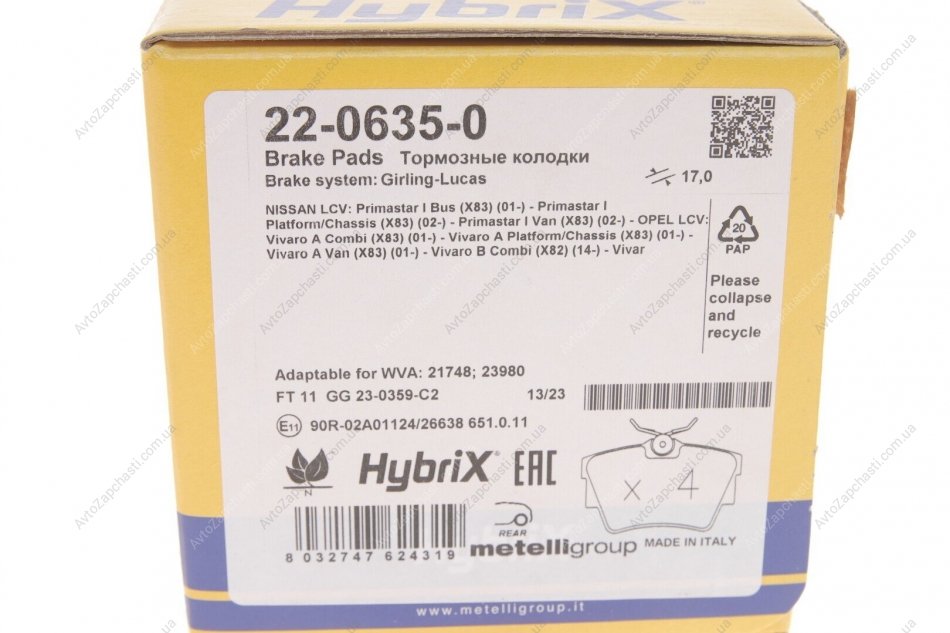 HybriX
22-0635-0
Brake Pads Тормозные колодки
Brake system: Girling-Lucas
17,0
NISSAN LCV: Primastar I Bus (X83) (01-) - Primastar I
Platform/Chassis (X83) (02-) - Primastar I Van (X83) (02-) - OPEL LCV:
Vivaro A Combi (X83) (01-) - Vivaro A Platform/Chassis (X83) (01-) -
Vivaro A Van (X83) (01-) - Vivaro B Combi (X82) (14-) - Vivar
20
PAP
Please
collapse
and
recycle
Adaptable for WVA: 21748; 23980
FT 11 GG 23-0359-C2 13/23
E11 90R-02A01124/26638 651.0.11
N
HybriX® EAC
x 4
REAR
8 032747 624319
metelligroup MADE IN ITALY
www.metelligroup.it
AvtoZapchasti.com.ua